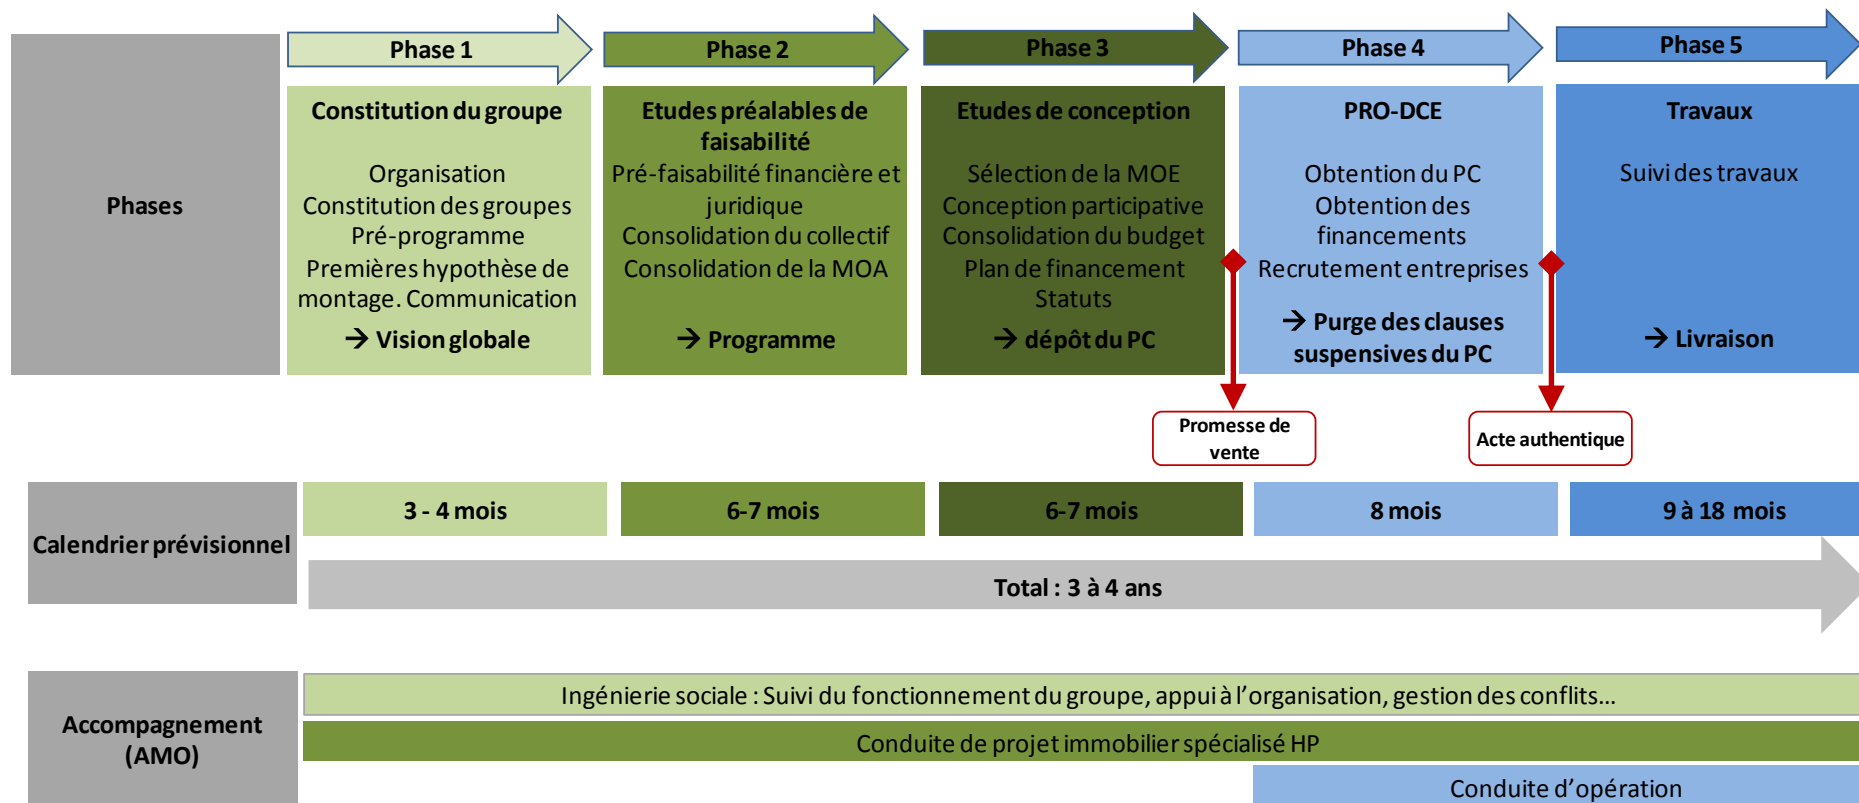 Phases
Phase 1
Constitution du groupe
Organisation
Constitution des groupes
Pré-programme
Premières hypothèse de
montage. Communication
→ Vision globale
Phase 2
Etudes préalables de
faisabilité
Pré-faisabilité financière et
juridique
Consolidation du collectif
Consolidation de la MOA
→ Programme
Phase 3
Etudes de conception
Sélection de la MOE
Conception participative
Consolidation du budget
Plan de financement
Statuts
→ dépôt du PC
Phase 4
PRO-DCE
Obtention du PC
Obtention des
financements
Recrutement entreprises
→ Purge des clauses
suspensives du PC
Phase 5
Travaux
Suivi des travaux
→ Livraison
Promesse de
vente
Acte authentique
Calendrier prévisionnel
3 - 4 mois
6-7 mois
6-7 mois
8 mois
9 à 18 mois
Total : 3 à 4 ans
Accompagnement
(AMO)
Ingénierie sociale : Suivi du fonctionnement du groupe, appui à l’organisation, gestion des conflits…
Conduite de projet immobilier spécialisé HP
Conduite d’opération